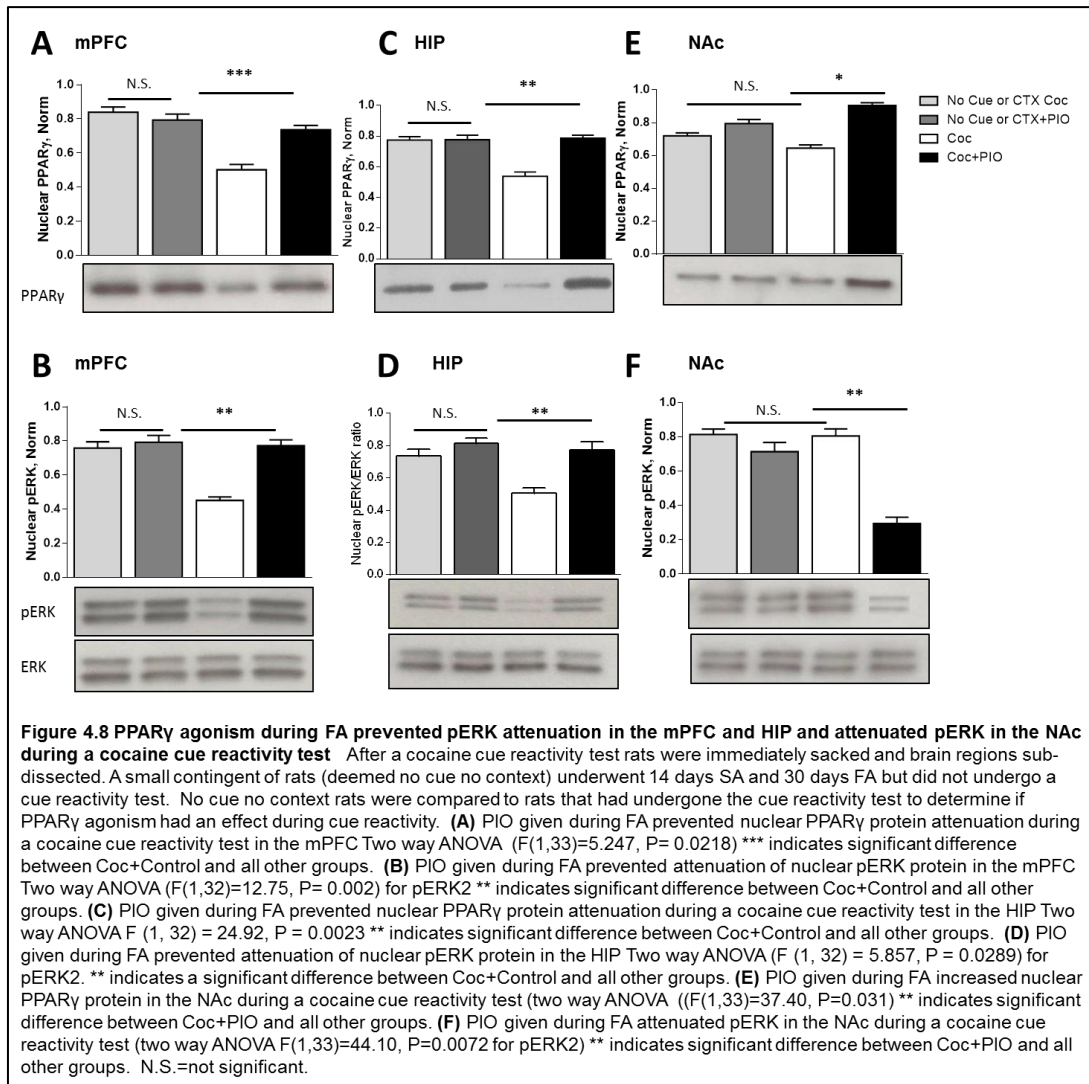 A mPFC
N.S.
***
Nuclear PPARγ, Norm
1.0
0.8
0.6
0.4
0.2
0.0
PPARγ
C HIP
N.S.
**
Nuclear PPARγ, Norm
1.0
0.8
0.6
0.4
0.2
0.0
E NAc
N.S.
*
Nuclear PPARγ, Norm
1.0
0.8
0.6
0.4
0.2
0.0
No Cue or CTX Coc
No Cue or CTX+PIO
Coc
Coc+PIO
B mPFC
N.S.
**
Nuclear pERK, Norm
1.0
0.8
0.6
0.4
0.2
0.0
pERK
ERK
D HIP
N.S.
**
Nuclear pERK/ERK ratio
1.0
0.8
0.6
0.4
0.2
0.0
F NAc
N.S.
**
Nuclear pERK, Norm
1.0
0.8
0.6
0.4
0.2
0.0
Figure 4.8 PPARγ agonism during FA prevented pERK attenuation in the mPFC and HIP and attenuated pERK in the NAc
during a cocaine cue reactivity test After a cocaine cue reactivity test rats were immediately sacked and brain regions sub-
dissected. A small contingent of rats (deemed no cue no context) underwent 14 days SA and 30 days FA but did not undergo a
cue reactivity test. No cue no context rats were compared to rats that had undergone the cue reactivity test to determine if
PPARγ agonism had an effect during cue reactivity. (A) PIO given during FA prevented nuclear PPARγ protein attenuation during
a cocaine cue reactivity test in the mPFC Two way ANOVA (F(1,33)=5.247, P= 0.0218) *** indicates significant difference
between Coc+Control and all other groups. (B) PIO given during FA prevented attenuation of nuclear pERK protein in the mPFC
Two way ANOVA (F(1,32)=12.75, P= 0.002) for pERK2 ** indicates significant difference between Coc+Control and all other
groups. (C) PIO given during FA prevented nuclear PPARγ protein attenuation during a cocaine cue reactivity test in the HIP Two
way ANOVA F (1, 32) = 24.92, P = 0.0023 ** indicates significant difference between Coc+Control and all other groups. (D) PIO
given during FA prevented attenuation of nuclear pERK protein in the HIP Two way ANOVA (F (1, 32) = 5.857, P = 0.0289) for
pERK2. ** indicates a significant difference between Coc+Control and all other groups. (E) PIO given during FA increased nuclear
PPARγ protein in the NAc during a cocaine cue reactivity test (two way ANOVA ((F(1,33)=37.40, P=0.031) ** indicates significant
difference between Coc+PIO and all other groups. (F) PIO given during FA attenuated pERK in the NAc during a cocaine cue
reactivity test (two way ANOVA F(1,33)=44.10, P=0.0072 for pERK2) ** indicates significant difference between Coc+PIO and all
other groups. N.S.=not significant.